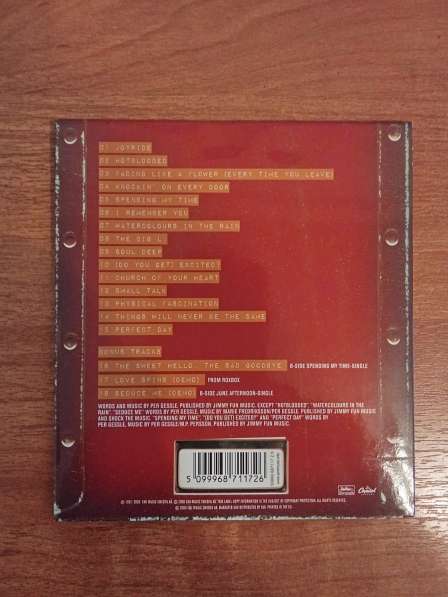 01 JOYRIDE
02 HOTBLOODED
03 FADING LIKE A FLOWER (EVERY TIME YOU LEAVE)
04 KNOCKIN' ON EVERY DOOR
05 SPENDING MY TIME
06 I REMEMBER YOU
07 WATERCOLOURS IN THE RAIN
08 THE BIG L.
09 SOUL DEEP
10 (DO YOU GET) EXCITED?
11 CHURCH OF YOUR HEART
12 SMALL TALK
13 PHYSICAL FASCINATION
14 THINGS WILL NEVER BE THE SAME
15 PERFECT DAY
BONUS TRACKS
16 THE SWEET HELLO, THE SAD GOODBYE B-SIDE SPENDING MY TIME-SINGLE
17 LOVE SPINS (DEMO) FROM ROXBOX
18 SEDUCE ME (DEMO) B-SIDE JUNE AFTERNOON-SINGLE
WORDS AND MUSIC BY PER GESSLE. PUBLISHED BY JIMMY FUN MUSIC. EXCEPT "HOTBLOODED", "WATERCOLOURS IN THE
RAIN" "SEDUCE ME" WORDS BY PER GESSLE, MUSIC BY MARIE FREDRIKSSON/PER GESSLE. PUBLISHED BY JIMMY FUN MUSIC
AND SHOCK THE MUSIC. "SPENDING MY TIME", "(DO YOU GET) EXCITED?" AND "PERFECT DAY" WORDS BY
PER GESSLE, MUSIC BY PER GESSLE/M.P. PERSSON. PUBLISHED BY JIMMY FUN MUSIC.
5 099968 711726
Capitol